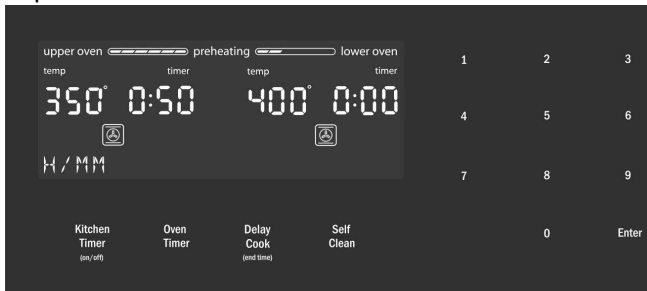 upper oven preheating lower oven
temp timer temp timer
350° 0:50 400° 0:00
H/MM
Kitchen Timer (on/off)
Oven Timer
Delay Cook (end time)
Self Clean
1 2 3
4 5 6
7 8 9
0 Enter